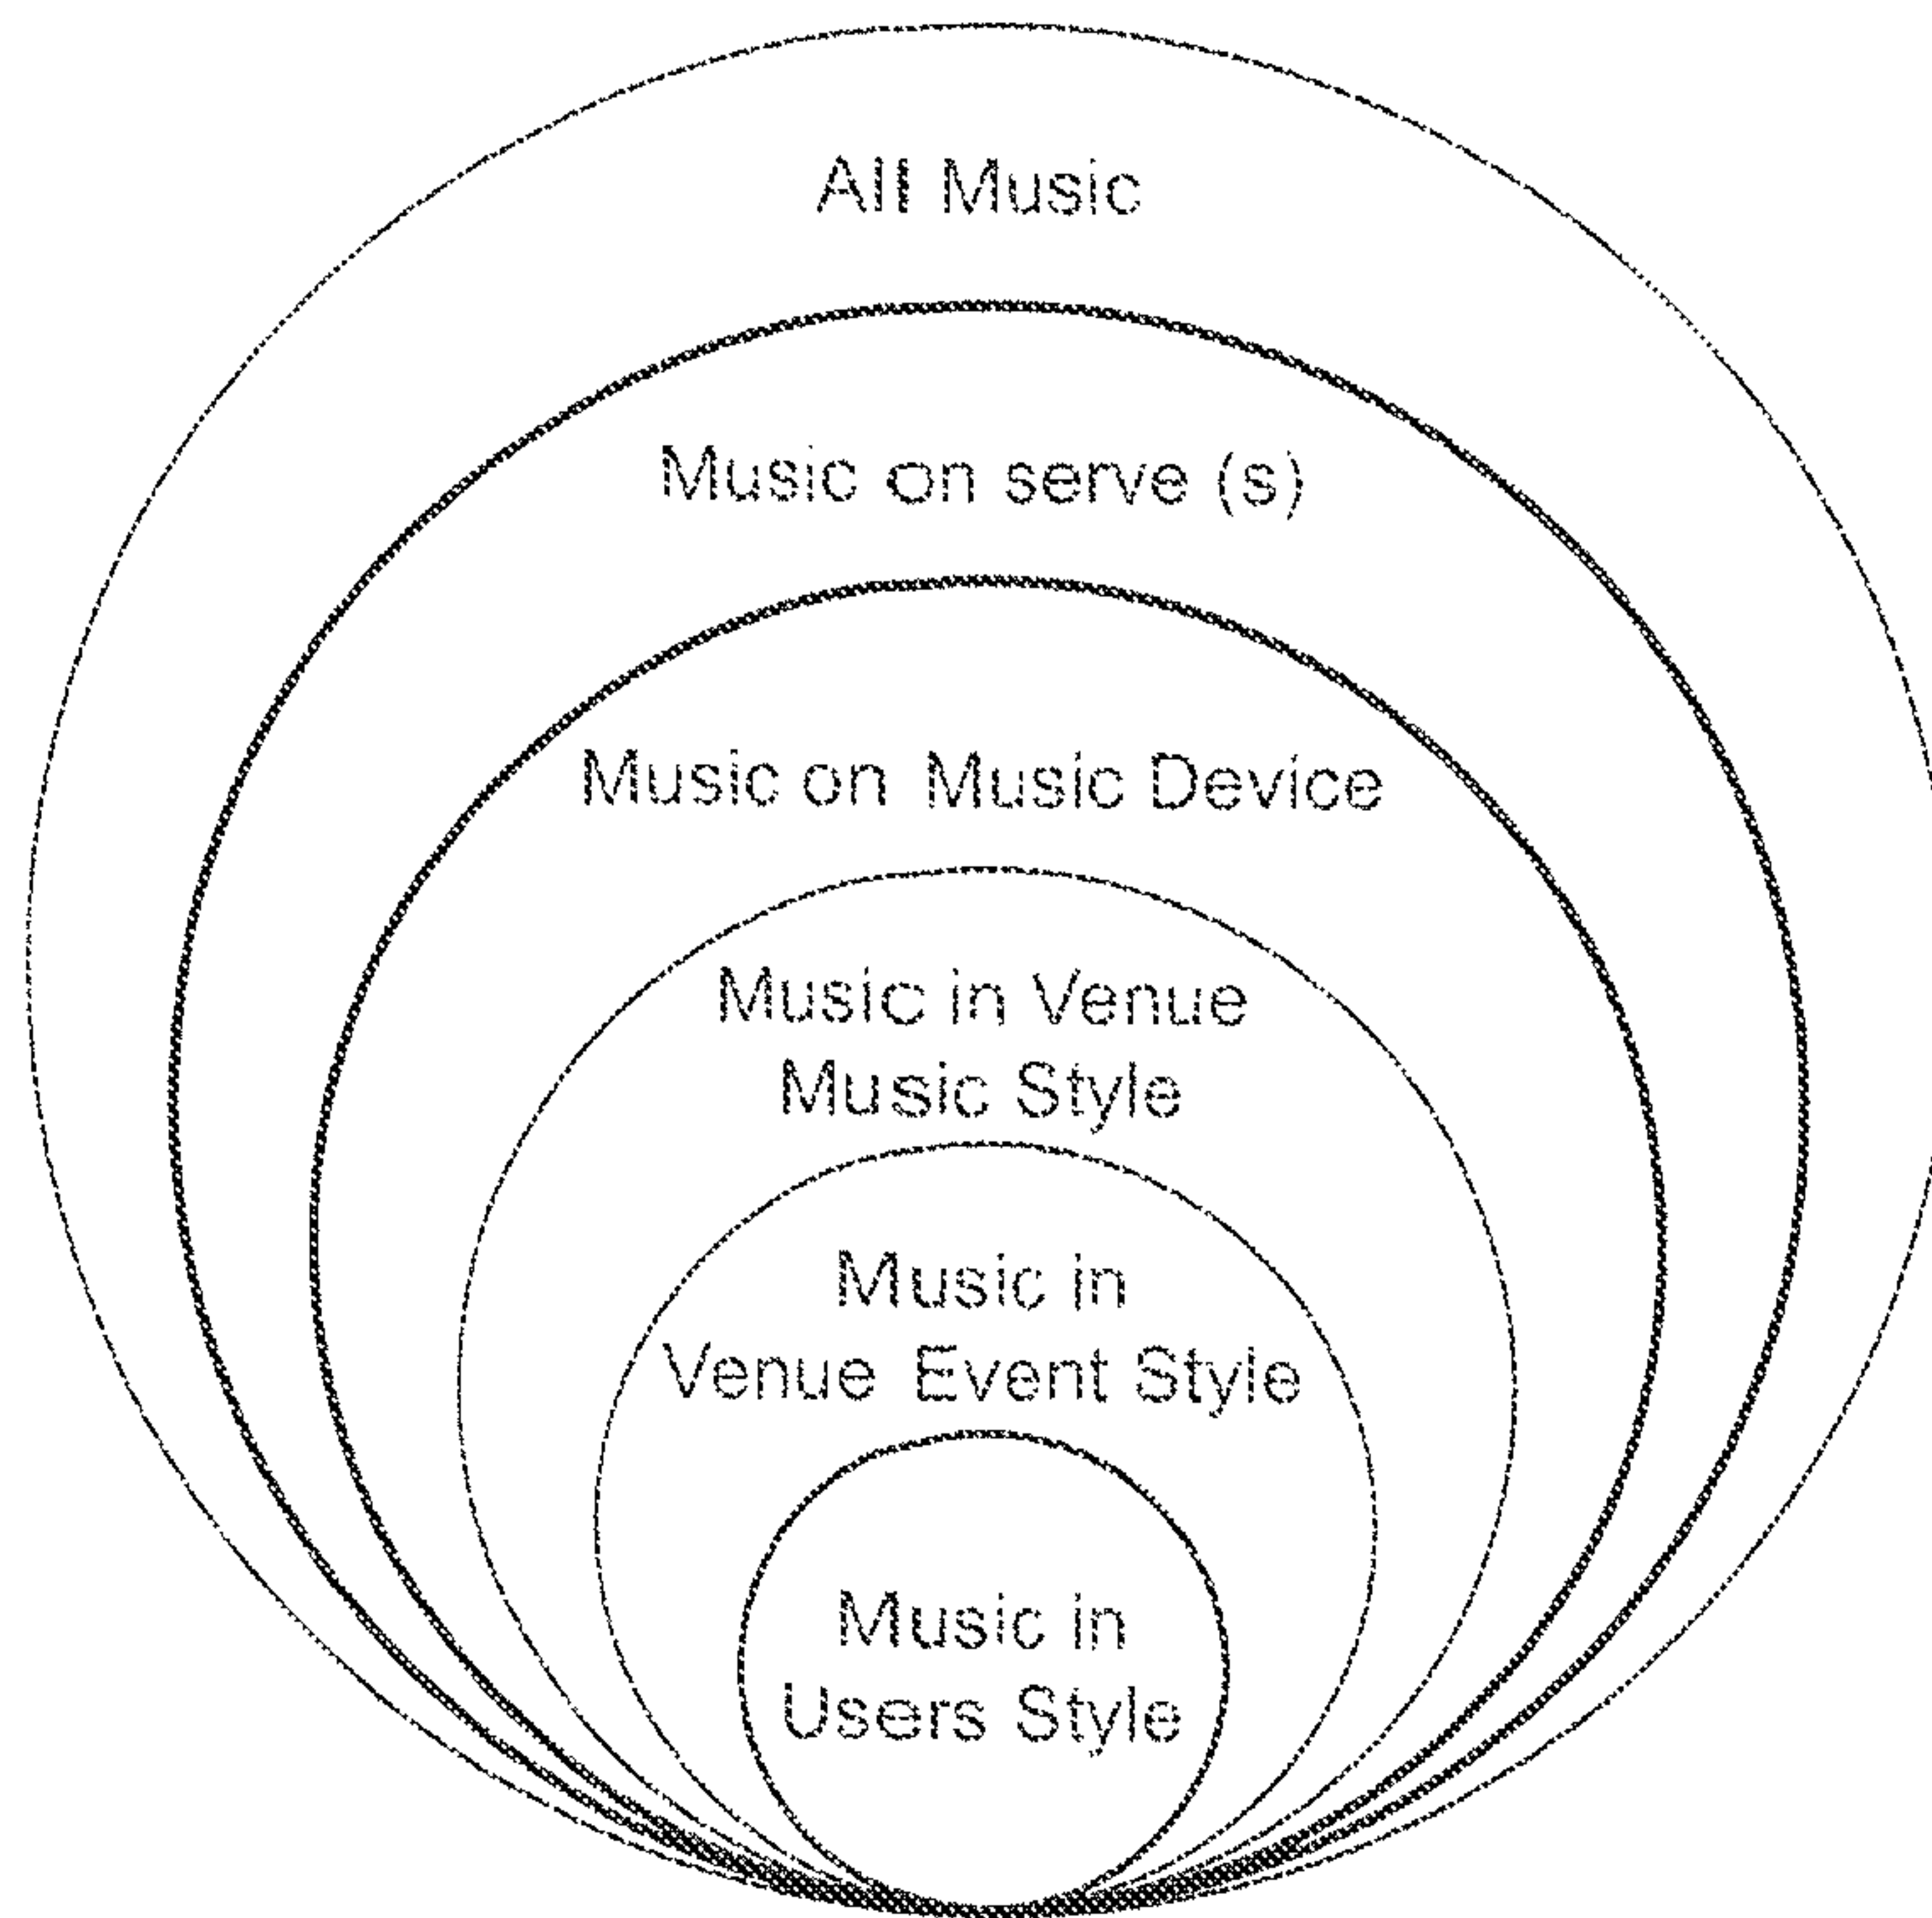 All Music
Music on serve (s)
Music on Music Device
Music in Venue
Music Style
Music in
Venue Event Style
Music in
Users Style